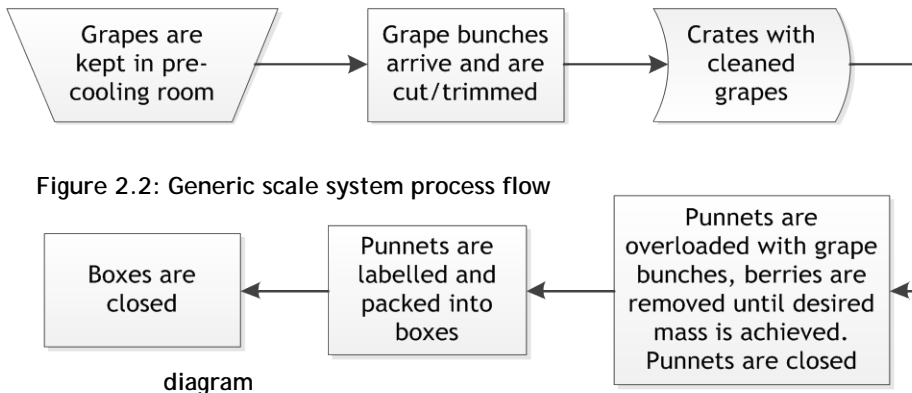 Grapes are
kept in pre-
cooling room
Grape bunches
arrive and are
cut/trimmed
Crates with
cleaned
grapes
Figure 2.2: Generic scale system process flow
Boxes are
closed
Punnets are
labelled and
packed into
boxes
Punnets are
overloaded with grape
bunches, berries are
removed until desired
mass is achieved.
Punnets are closed
diagram